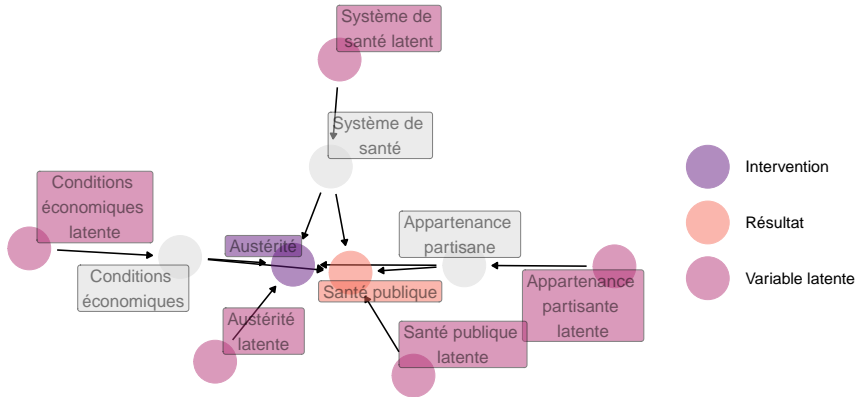 Système de
santé latent
Système de
santé
Conditions
économiques
latente
Appartenance
partisane
Austérité
Conditions
économiques
Santé publique
Appartenance
partisante
latente
Austérité
latente
Santé publique
latente
Intervention
Résultat
Variable latente